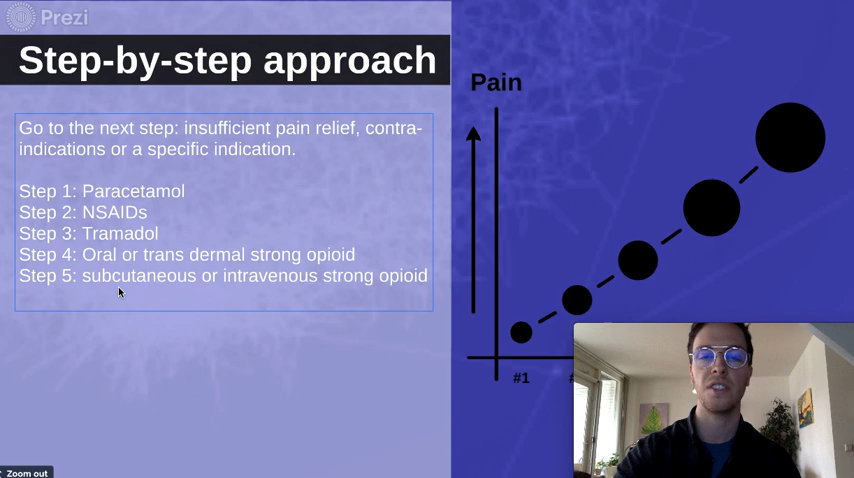 Prezi
Step-by-step approach
Go to the next step: insufficient pain relief, contra-
indications or a specific indication.
Step 1: Paracetamol
Step 2: NSAIDs
Step 3: Tramadol
Step 4: Oral or trans dermal strong opioid
Step 5: subcutaneous or intravenous strong opioid
Pain
#1
Zoom out